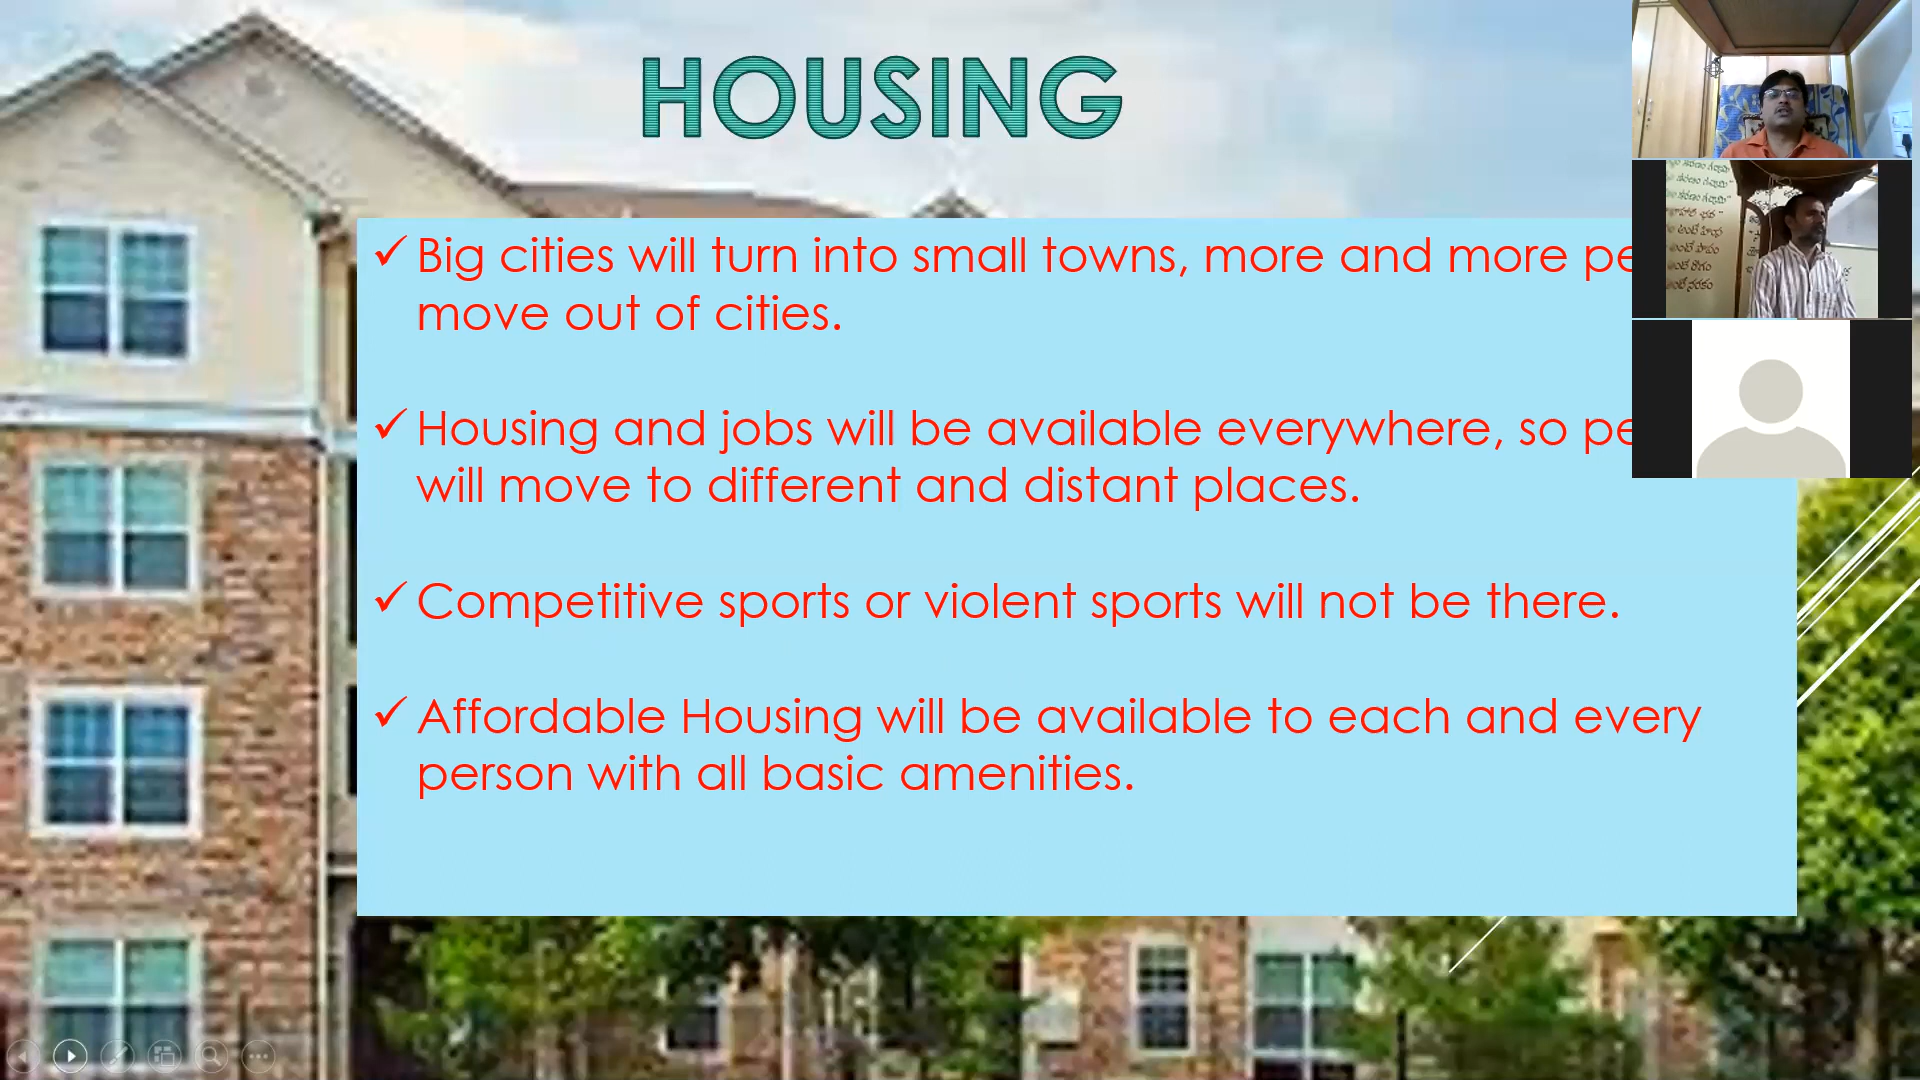 HOUSING
✓ Big cities will turn into small towns, more and more
move out of cities.
✓ Housing and jobs will be available everywhere, so
will move to different and distant places.
✓ Competitive sports or violent sports will not be there.
✓ Affordable Housing will be available to each and every
person with all basic amenities.